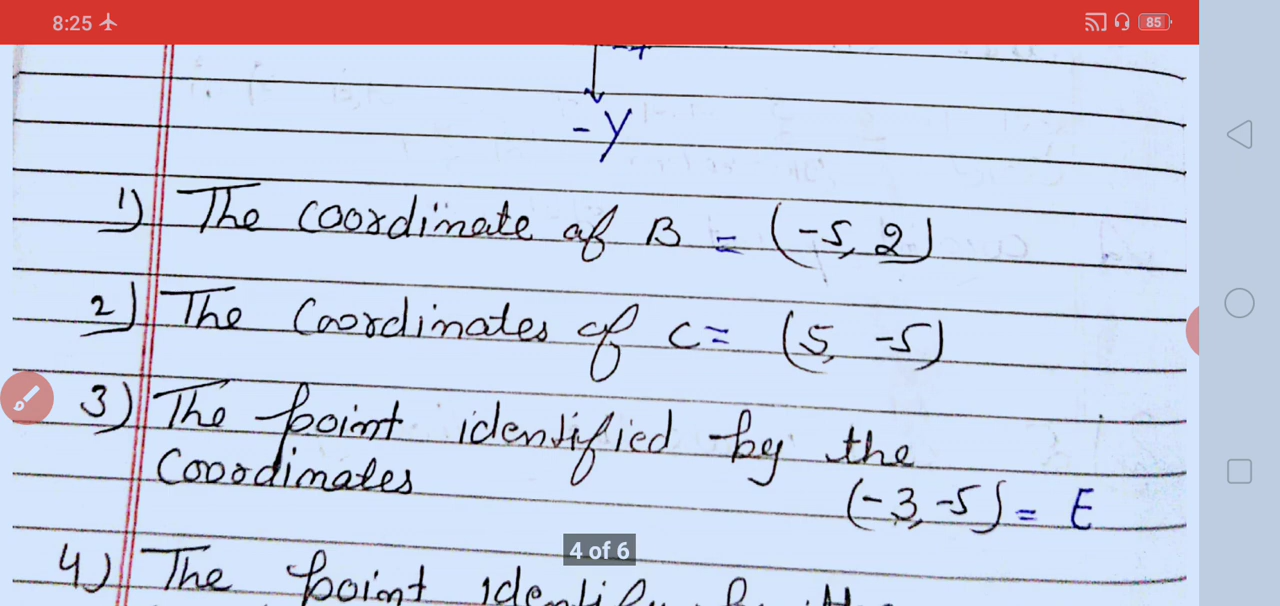 8:25
85
-Y
1) The coordinate of B = (-5, 2)
2) The Coordinates of C = (5, -5)
3) The point identified by the
Coordinates
(-3, -5) = E
4 of 6
4) The point